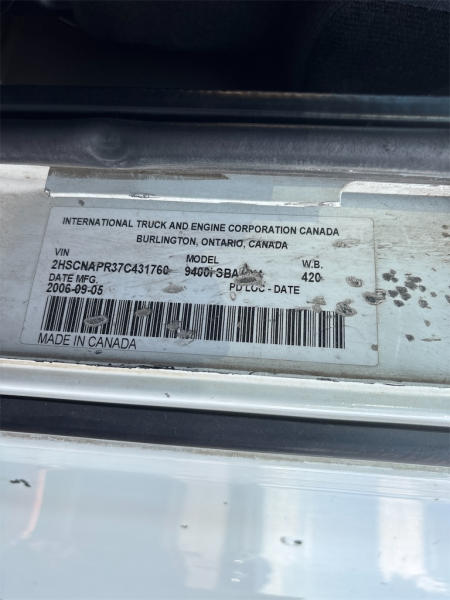 INTERNATIONAL TRUCK AND ENGINE CORPORATION CANADA
BURLINGTON, ONTARIO, CANADA
VIN MODEL W.B.
2HSCNAPR37C431760 9400i 420
DATE MFG. PD LOC - DATE
2006-09-05
MADE IN CANADA